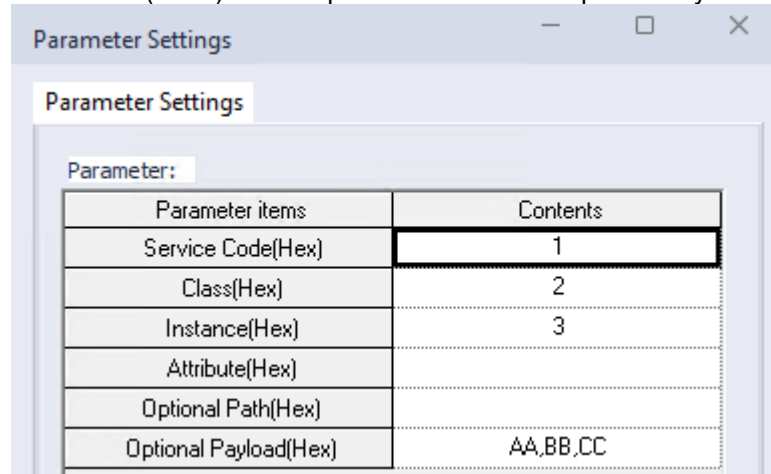 Parameter Settings
Parameter Settings
Parameter:
Parameter items Contents
Service Code(Hex) 1
Class(Hex) 2
Instance(Hex) 3
Attribute(Hex)
Optional Path(Hex)
Optional Payload(Hex) AA,BB,CC